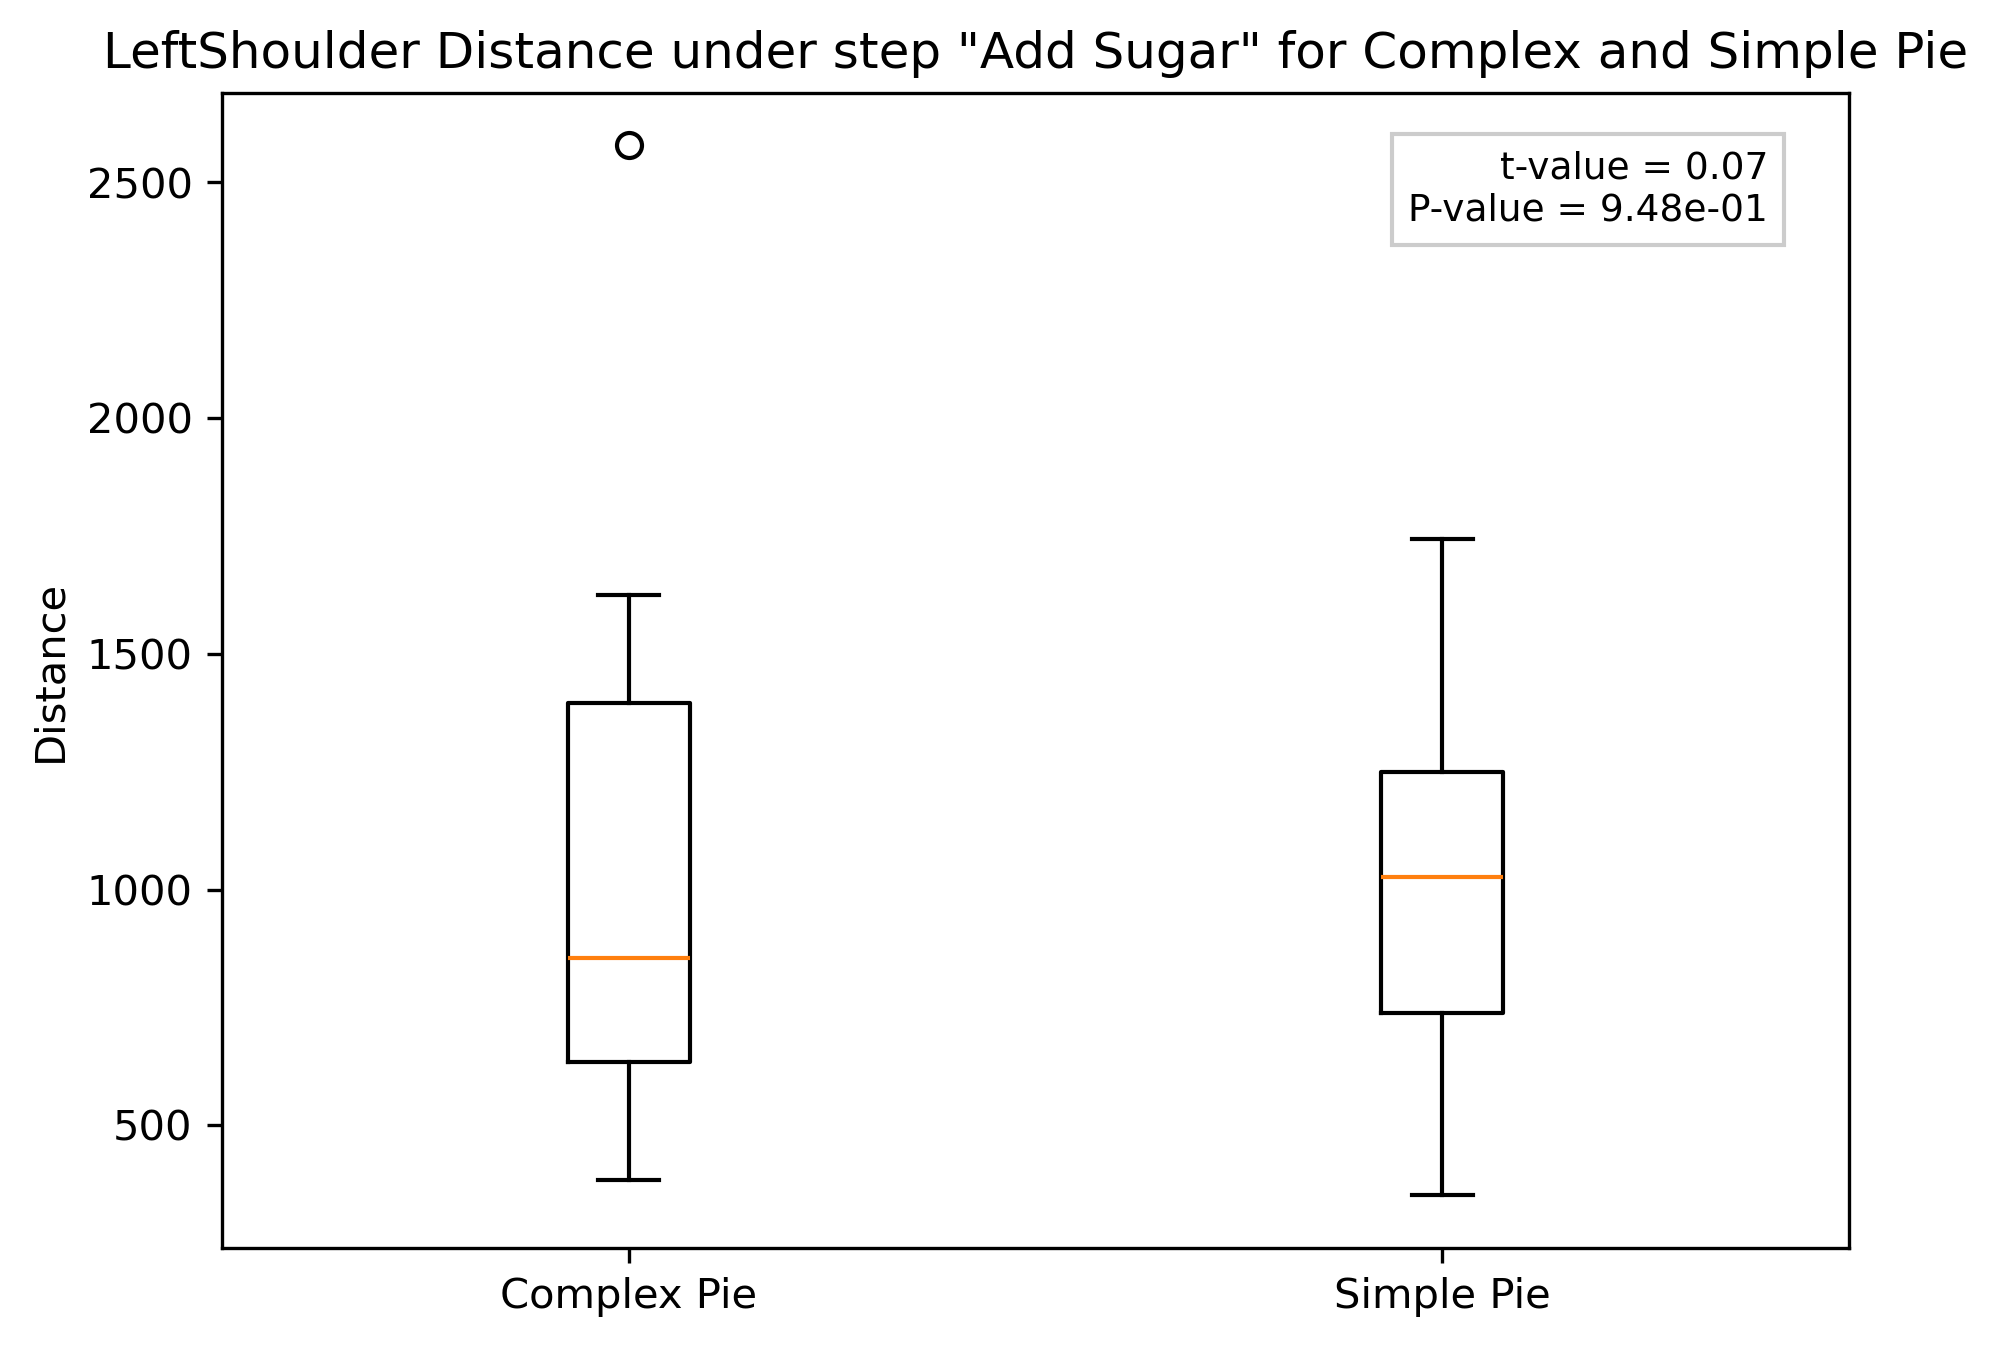 LeftShoulder Distance under step "Add Sugar" for Complex and Simple Pie
t-value = 0.07
P-value = 9.48e-01
2500
2000
1500
1000
500
Distance
Complex Pie
Simple Pie